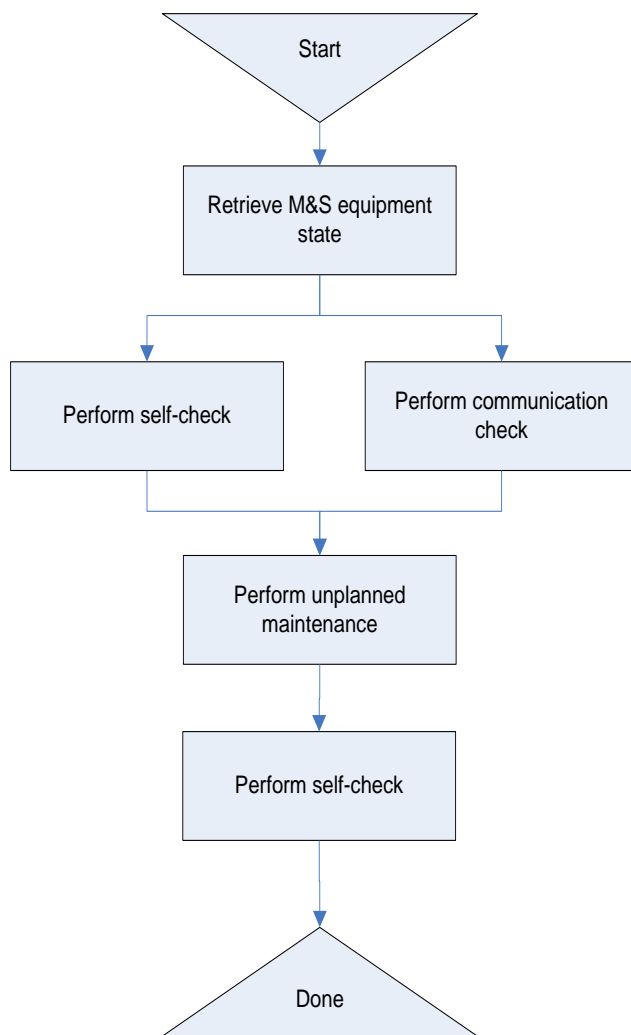 Start
Retrieve M&S equipment
state
Perform self-check
Perform communication
check
Perform unplanned
maintenance
Perform self-check
Done